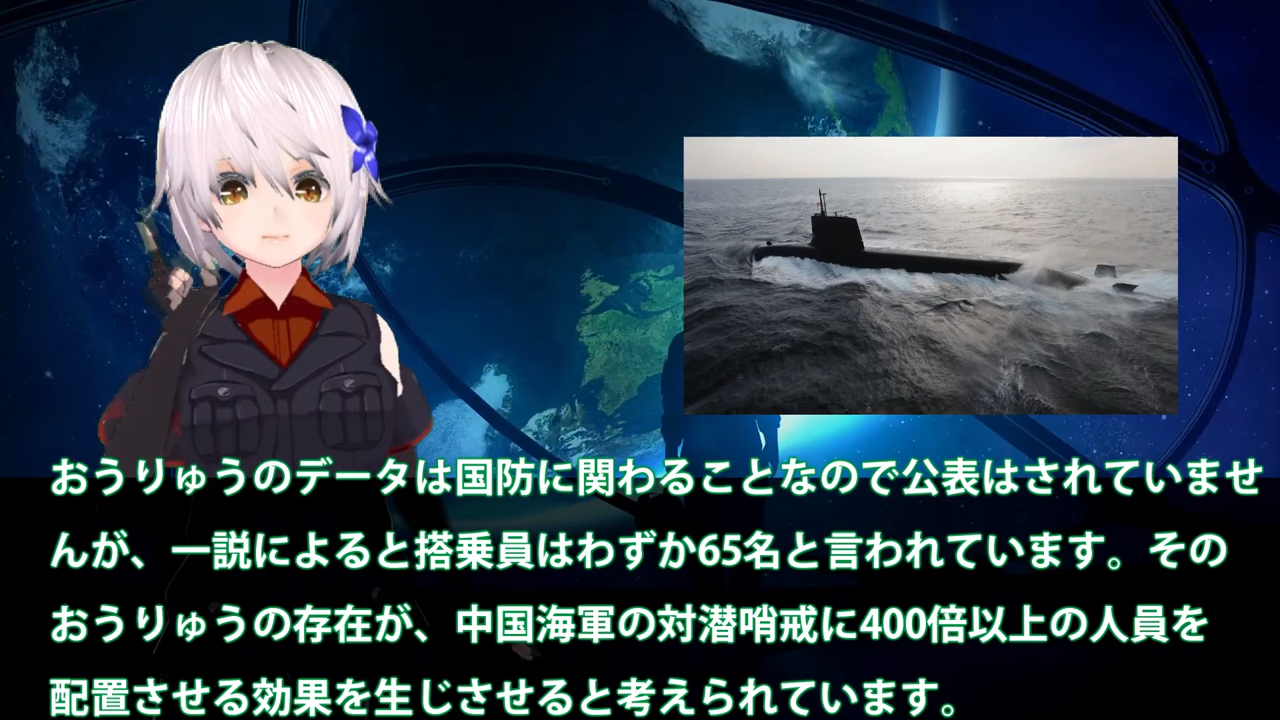 おうりゅうのデータは国防に関わることなので公表はされていませ
んが、一説によると搭乗員はわずか65名と言われています。その
おうりゅうの存在が、中国海軍の対潜哨戒に400倍以上の人員を
配置させる効果を生じさせると考えられています。